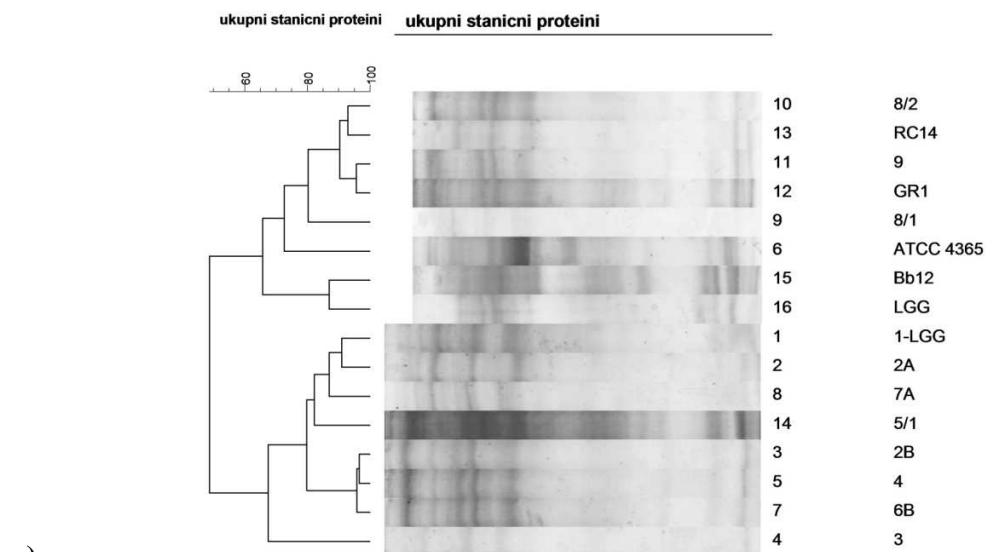 ukupni stanicni proteini ukupni stanicni proteini
60 80 100
10 8/2
13 RC14
11 9
12 GR1
9 8/1
6 ATCC 4365
15 Bb12
16 LGG
1 1-LGG
2 2A
8 7A
14 5/1
3 2B
5 4
7 6B
4 3
)